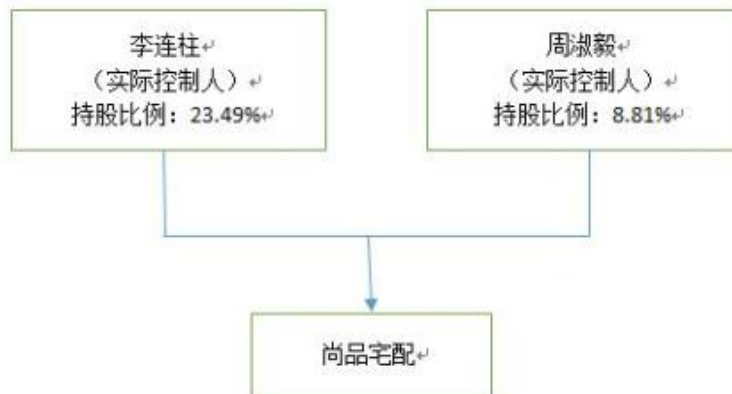 李连柱↵
（实际控制人）↵
持股比例：23.49%↵
周淑毅↵
（实际控制人）↵
持股比例：8.81%↵
尚品宅配↵